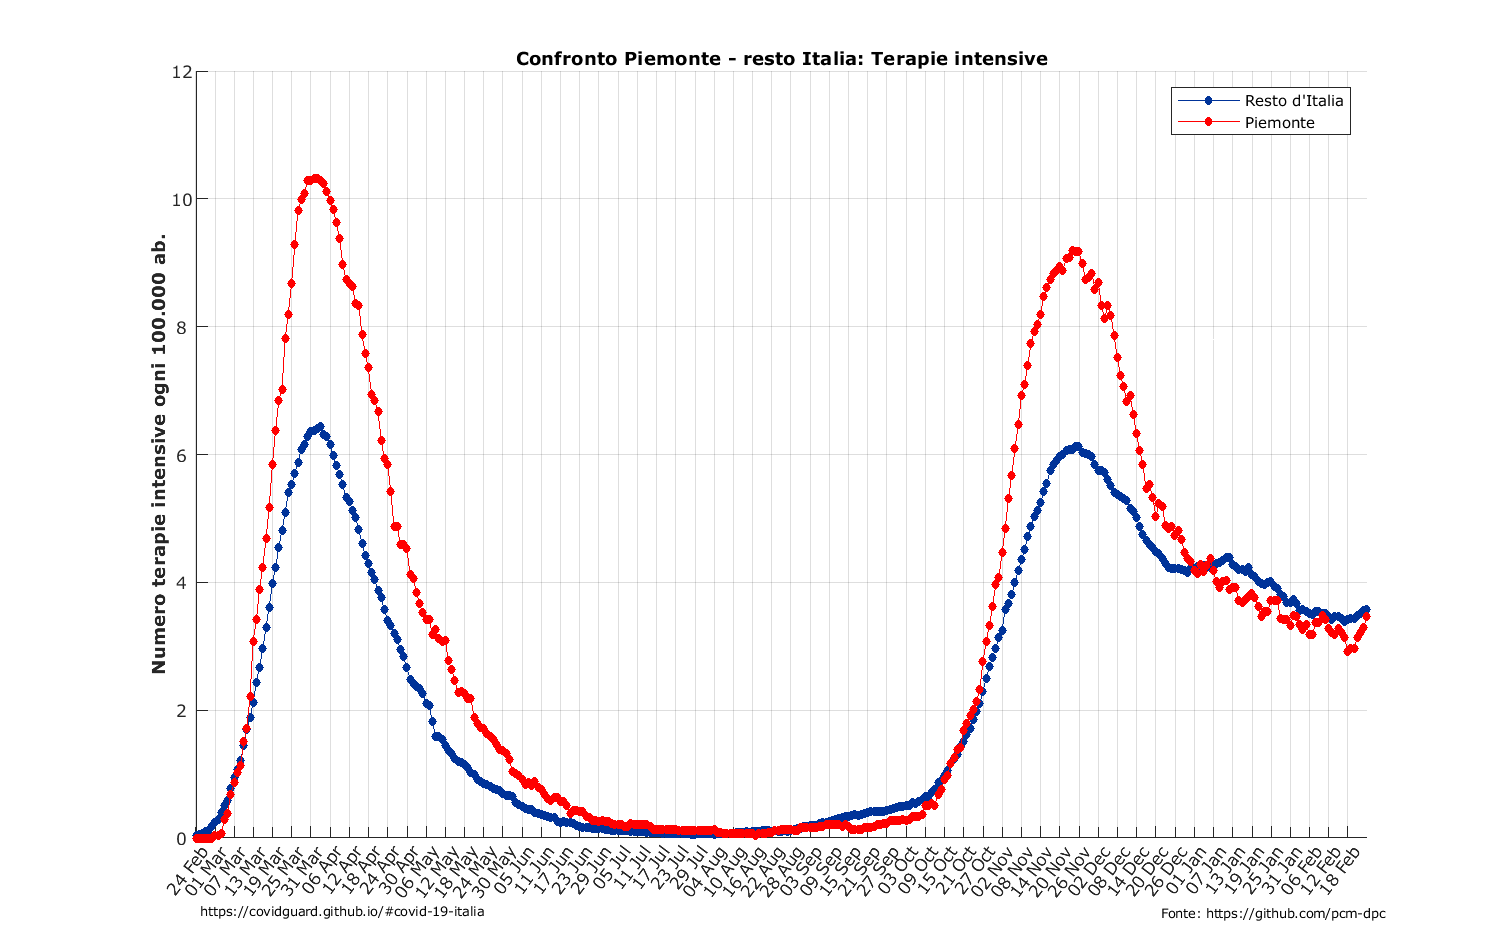 Confronto Piemonte - resto Italia: Terapie intensive
Resto d'Italia
Piemonte
Numero terapie intensive ogni 100.000 ab.
12
10
8
6
4
2
0
24 Feb
01 Mar
07 Mar
13 Mar
19 Mar
25 Mar
31 Mar
06 Apr
12 Apr
18 Apr
24 Apr
30 Apr
06 May
12 May
18 May
24 May
30 May
05 Jun
11 Jun
17 Jun
23 Jun
29 Jun
05 Jul
11 Jul
17 Jul
23 Jul
29 Jul
04 Aug
10 Aug
16 Aug
22 Aug
28 Aug
03 Sep
09 Sep
15 Sep
21 Sep
27 Sep
03 Oct
09 Oct
15 Oct
21 Oct
27 Oct
02 Nov
08 Nov
14 Nov
20 Nov
26 Nov
02 Dec
08 Dec
14 Dec
20 Dec
26 Dec
01 Jan
07 Jan
13 Jan
19 Jan
25 Jan
31 Jan
06 Feb
12 Feb
18 Feb
https://covidguard.github.io/#covid-19-italia
Fonte: https://github.com/pcm-dpc